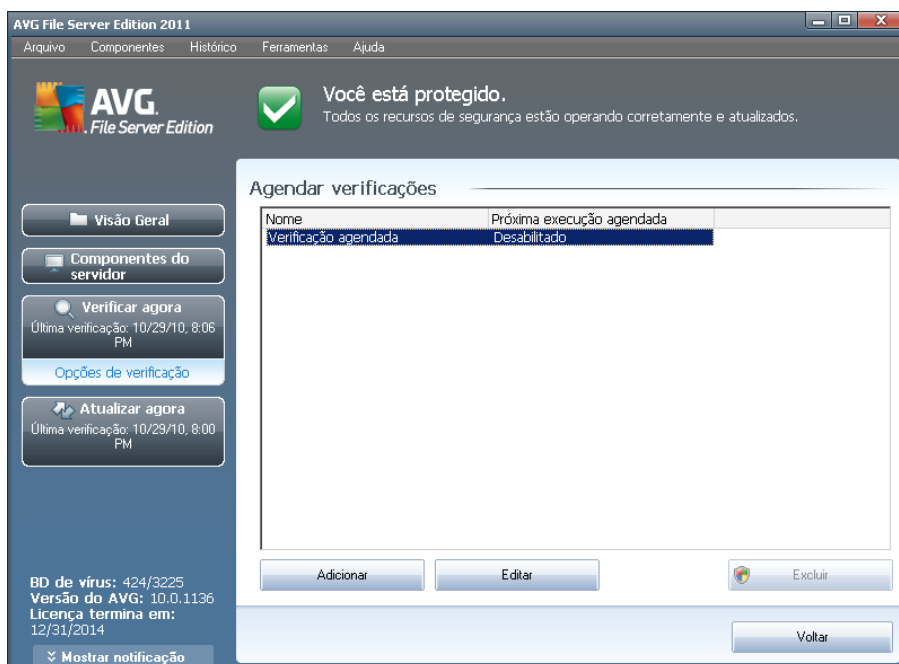 AVG File Server Edition 2011
Arquivo Componentes Histórico Ferramentas Ajuda
AVG.
File Server Edition
Você está protegido.
Todos os recursos de segurança estão operando corretamente e atualizados.
Visão Geral
Componentes do
servidor
Verificar agora
Última verificação: 10/29/10, 8:06
PM
Opções de verificação
Atualizar agora
Última verificação: 10/29/10, 8:00
PM
BD de vírus: 424/3225
Versão do AVG: 10.0.1136
Licença termina em:
12/31/2014
Mostrar notificação
Agendar verificações
Nome Próxima execução agendada
Verificação agendada Desabilitado
Adicionar Editar Excluir
Voltar